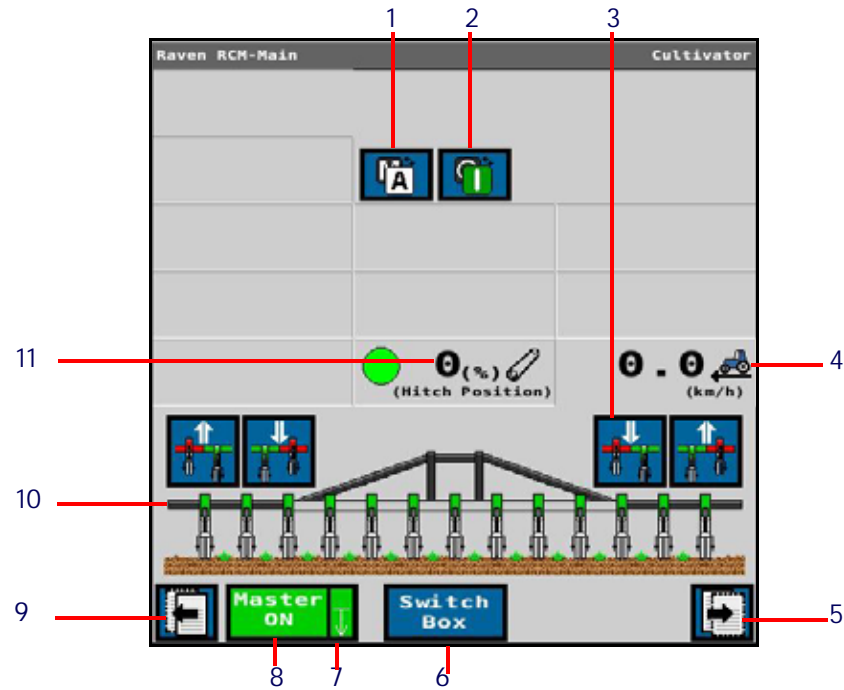 1 2
Raven RCM-Main Cultivator
A
3
11 0(%) 0.0 4
(Hitch Position) (km/h)
10
9 Master ON Switch Box 5
8 7 6